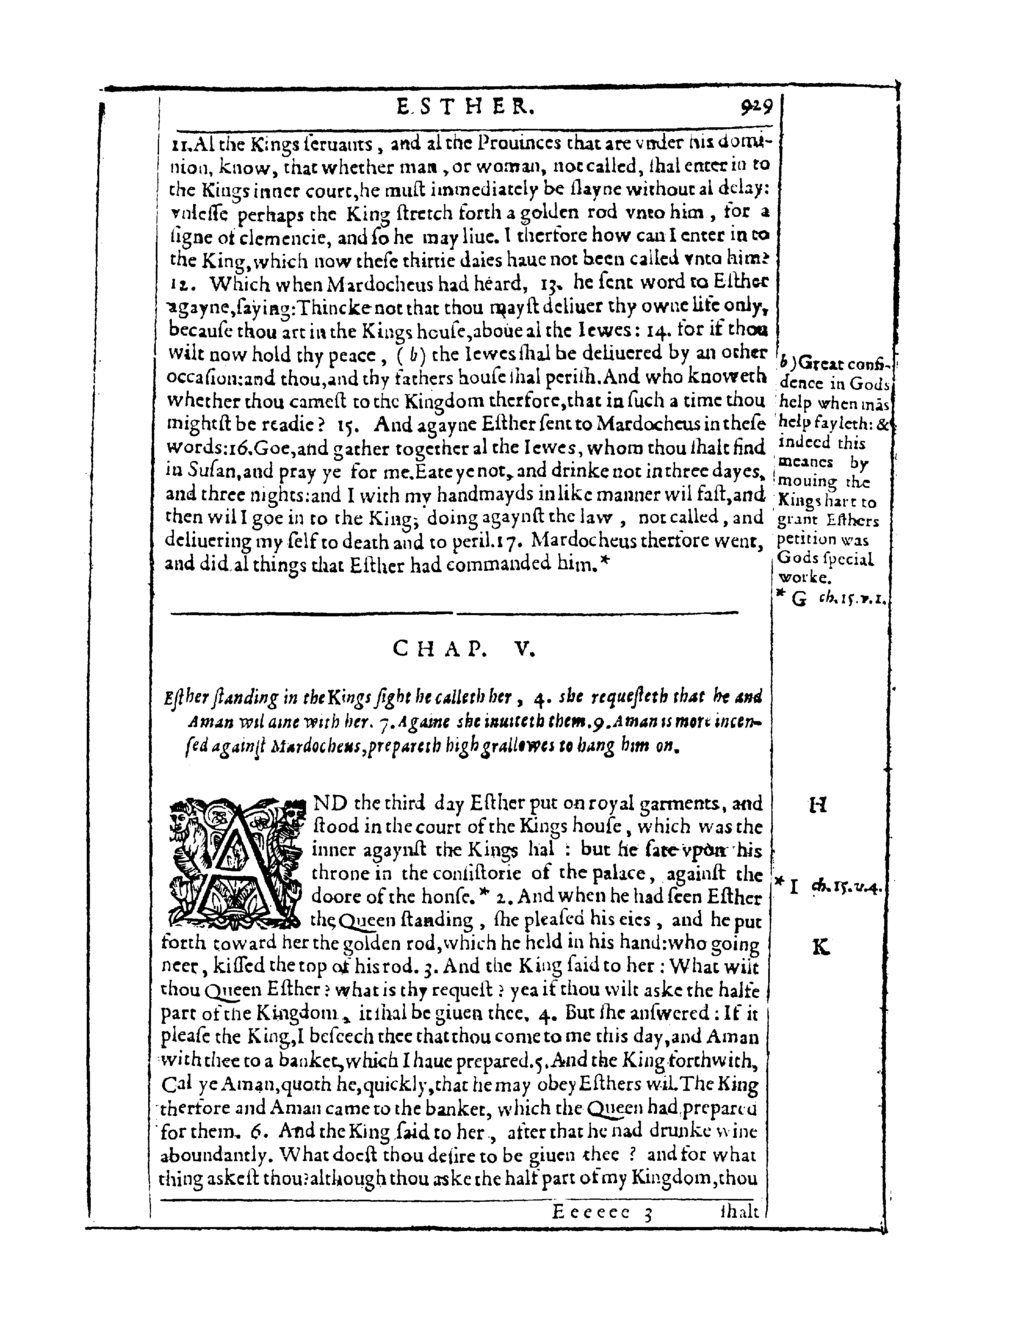 ESTHER. 929
11. Al the Kings ſeruants, and al the Prouinces that are vnder his domi-
nion, know, that whether man, or woman, not called, ſhal enter in to
the Kings inner court, he muſt immediately be ſlayne without al delay:
vnleſſe perhaps the King ſtretch forth a golden rod vnto him, for a
ſigne of clemencie, and ſo he may liue. I therfore how can I enter in to
the King, which now theſe thirtie daies haue not been called vnto him?
12. Which when Mardocheus had heard, 13. he ſent word to Eſther
agayne, ſaying: Thincke not that thou mayſt deliuer thy owne life only,
becauſe thou art in the Kings houſe, aboue al the Iewes: 14. for if thou
wilt now hold thy peace, (b) the Iewes ſhal be deliuered by an other
occaſion: and thou, and thy fathers houſe ſhal periſh. And who knoweth
whether thou cameſt to the Kingdom therfore, that in ſuch a time thou
mightſt be readie? 15. And agayne Eſther ſent to Mardocheus in theſe
words: 16. Goe, and gather together al the Iewes, whom thou ſhalt find
in Suſan, and pray ye for me. Eate ye not, and drinke not in three dayes,
and three nights: and I with my handmayds in like manner wil faſt, and
then wil I goe in to the King, doing agaynſt the law, not called, and
deliuering my ſelf to death and to peril. 17. Mardocheus therfore went,
and did al things that Eſther had commanded him. *
b) Great confi-
dence in Gods
help when mãs
help fayleth: &
indeed this
meanes by
mouing the
Kings hart to
grant Eſthers
petition was
Gods ſpecial
worke.
* G ch. 15. v. 1.
CHAP. V.
Eſther ſtanding in the Kings ſight he calleth her, 4. she requeſteth that he and
Aman wil dine with her. 7. Againe she inuiteth them. 9. Aman is more incen-
ſed againſt Mardocheus, prepareth high gallowes to hang him on.
AND the third day Eſther put on royal garments, and
ſtood in the court of the Kings houſe, which was the
inner agaynſt the Kings hal: but he ſate vpon his
throne in the conſiſtorie of the palace, againſt the
doore of the honſe. * 2. And when he had ſeen Eſther
the Queen ſtanding, ſhe pleaſed his eies, and he put
forth toward her the golden rod, which he held in his hand: who going
neer, kiſſed the top of his rod. 3. And the King ſaid to her: What wilt
thou Queen Eſther? what is thy requeſt? yea if thou wilt aske the halfe
part of the Kingdom, it ſhal be giuen thee. 4. But ſhe anſwered: If it
pleaſe the King, I beſeech thee that thou come to me this day, and Aman
with thee to a banket, which I haue prepared. 5. And the King forthwith,
Cal ye Aman, quoth he, quickly, that he may obey Eſthers wil. The King
therfore and Aman came to the banket, which the Queen had prepared
for them. 6. And the King ſaid to her, after that he had drunke wine
aboundantly. What doeſt thou deſire to be giuen thee? and for what
thing askeſt thou? although thou aske the half part of my Kingdom, thou
H
* I ch. 15. v. 4.
K
Eeeeee 3 ſhalt